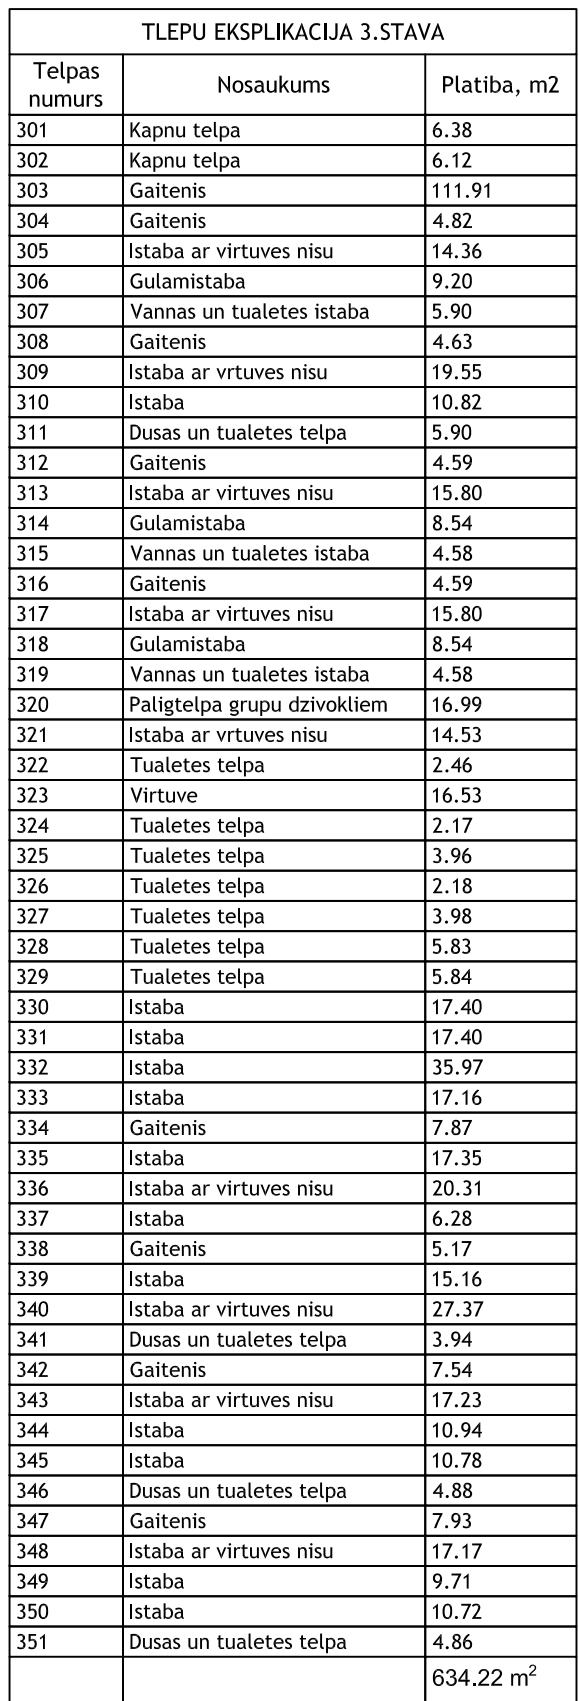 TLEPU EKSPLIKACIJA 3.STAVA
Telpas numurs Nosaukums Platiba, m2
301 Kapnu telpa 6.38
302 Kapnu telpa 6.12
303 Gaitenis 111.91
304 Gaitenis 4.82
305 Istaba ar virtuves nisu 14.36
306 Gulamistaba 9.20
307 Vannas un tualetes istaba 5.90
308 Gaitenis 4.63
309 Istaba ar vrtuves nisu 19.55
310 Istaba 10.82
311 Dusas un tualetes telpa 5.90
312 Gaitenis 4.59
313 Istaba ar virtuves nisu 15.80
314 Gulamistaba 8.54
315 Vannas un tualetes istaba 4.58
316 Gaitenis 4.59
317 Istaba ar virtuves nisu 15.80
318 Gulamistaba 8.54
319 Vannas un tualetes istaba 4.58
320 Paligtelpa grupu dzivokliem 16.99
321 Istaba ar vrtuves nisu 14.53
322 Tualetes telpa 2.46
323 Virtuve 16.53
324 Tualetes telpa 2.17
325 Tualetes telpa 3.96
326 Tualetes telpa 2.18
327 Tualetes telpa 3.98
328 Tualetes telpa 5.83
329 Tualetes telpa 5.84
330 Istaba 17.40
331 Istaba 17.40
332 Istaba 35.97
333 Istaba 17.16
334 Gaitenis 7.87
335 Istaba 17.35
336 Istaba ar virtuves nisu 20.31
337 Istaba 6.28
338 Gaitenis 5.17
339 Istaba 15.16
340 Istaba ar virtuves nisu 27.37
341 Dusas un tualetes telpa 3.94
342 Gaitenis 7.54
343 Istaba ar virtuves nisu 17.23
344 Istaba 10.94
345 Istaba 10.78
346 Dusas un tualetes telpa 4.88
347 Gaitenis 7.93
348 Istaba ar virtuves nisu 17.17
349 Istaba 9.71
350 Istaba 10.72
351 Dusas un tualetes telpa 4.86
634.22 m²